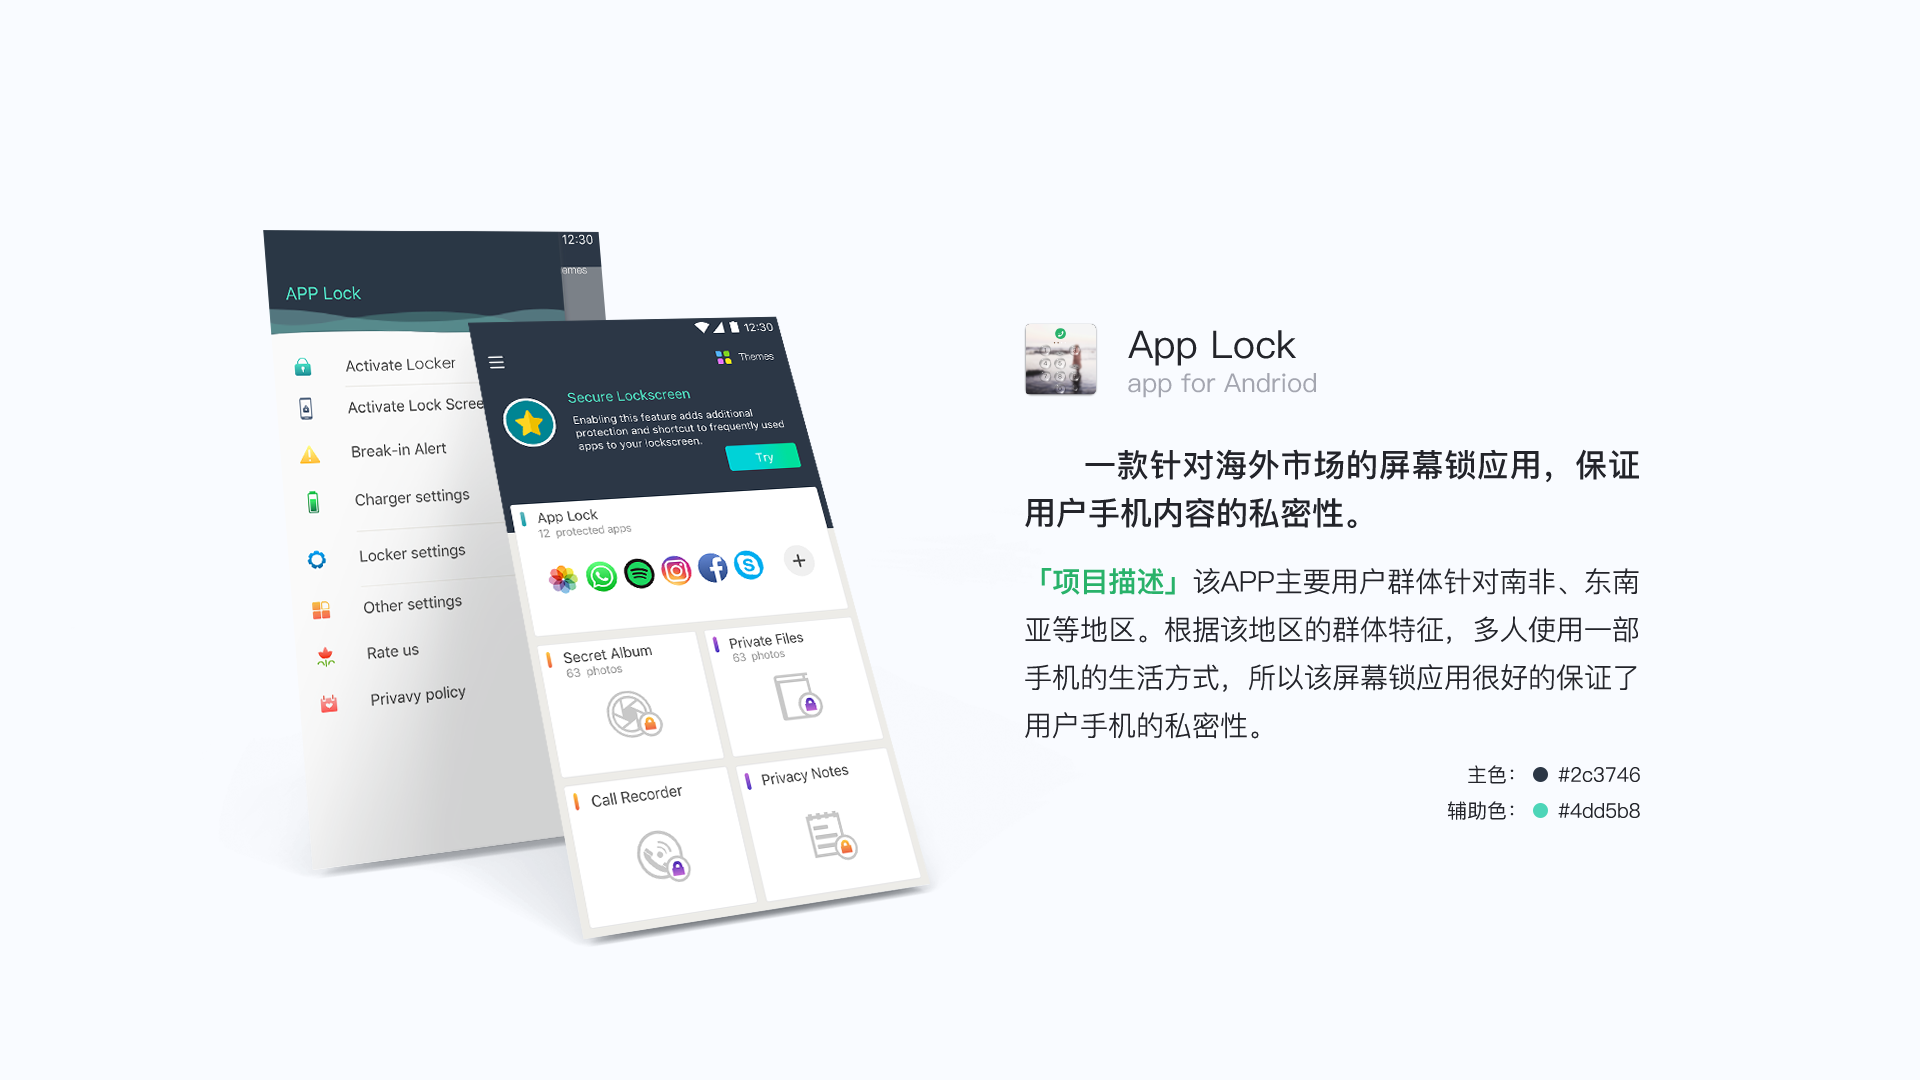 12:30
emes
APP Lock
Activate Locker
Activate Lock Scree
Break-in Alert
Charger settings
Locker settings
Other settings
Rate us
Privavy policy
12:30
Themes
Secure Lockscreen
Enabling this feature adds additional
protection and shortcut to frequently used
apps to your lockscreen.
Try
App Lock
12 protected apps
Secret Album
63 photos
Private Files
63 photos
Call Recorder
Privacy Notes
App Lock
app for Andriod
一款针对海外市场的屏幕锁应用，保证
用户手机内容的私密性。
「项目描述」该APP主要用户群体针对南非、东南
亚等地区。根据该地区的群体特征，多人使用一部
手机的生活方式，所以该屏幕锁应用很好的保证了
用户手机的私密性。
主色： #2c3746
辅助色： #4dd5b8